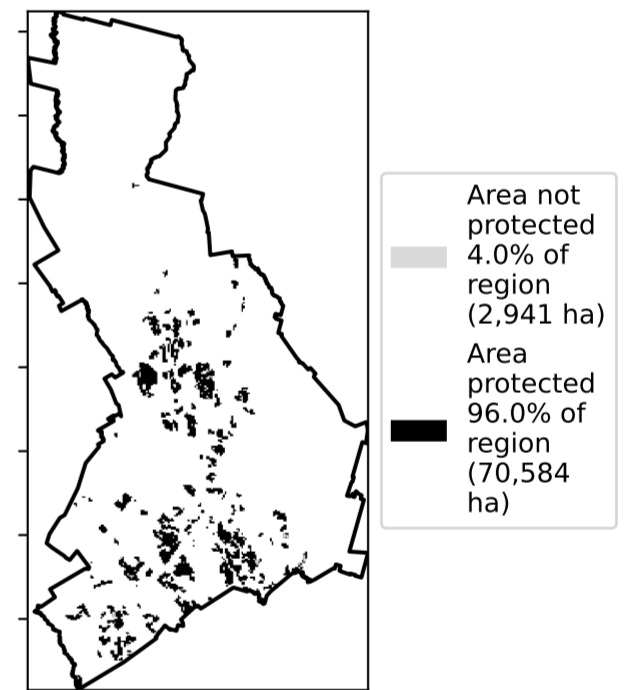 Area not
protected
4.0% of
region
(2,941 ha)
Area
protected
96.0% of
region
(70,584
ha)